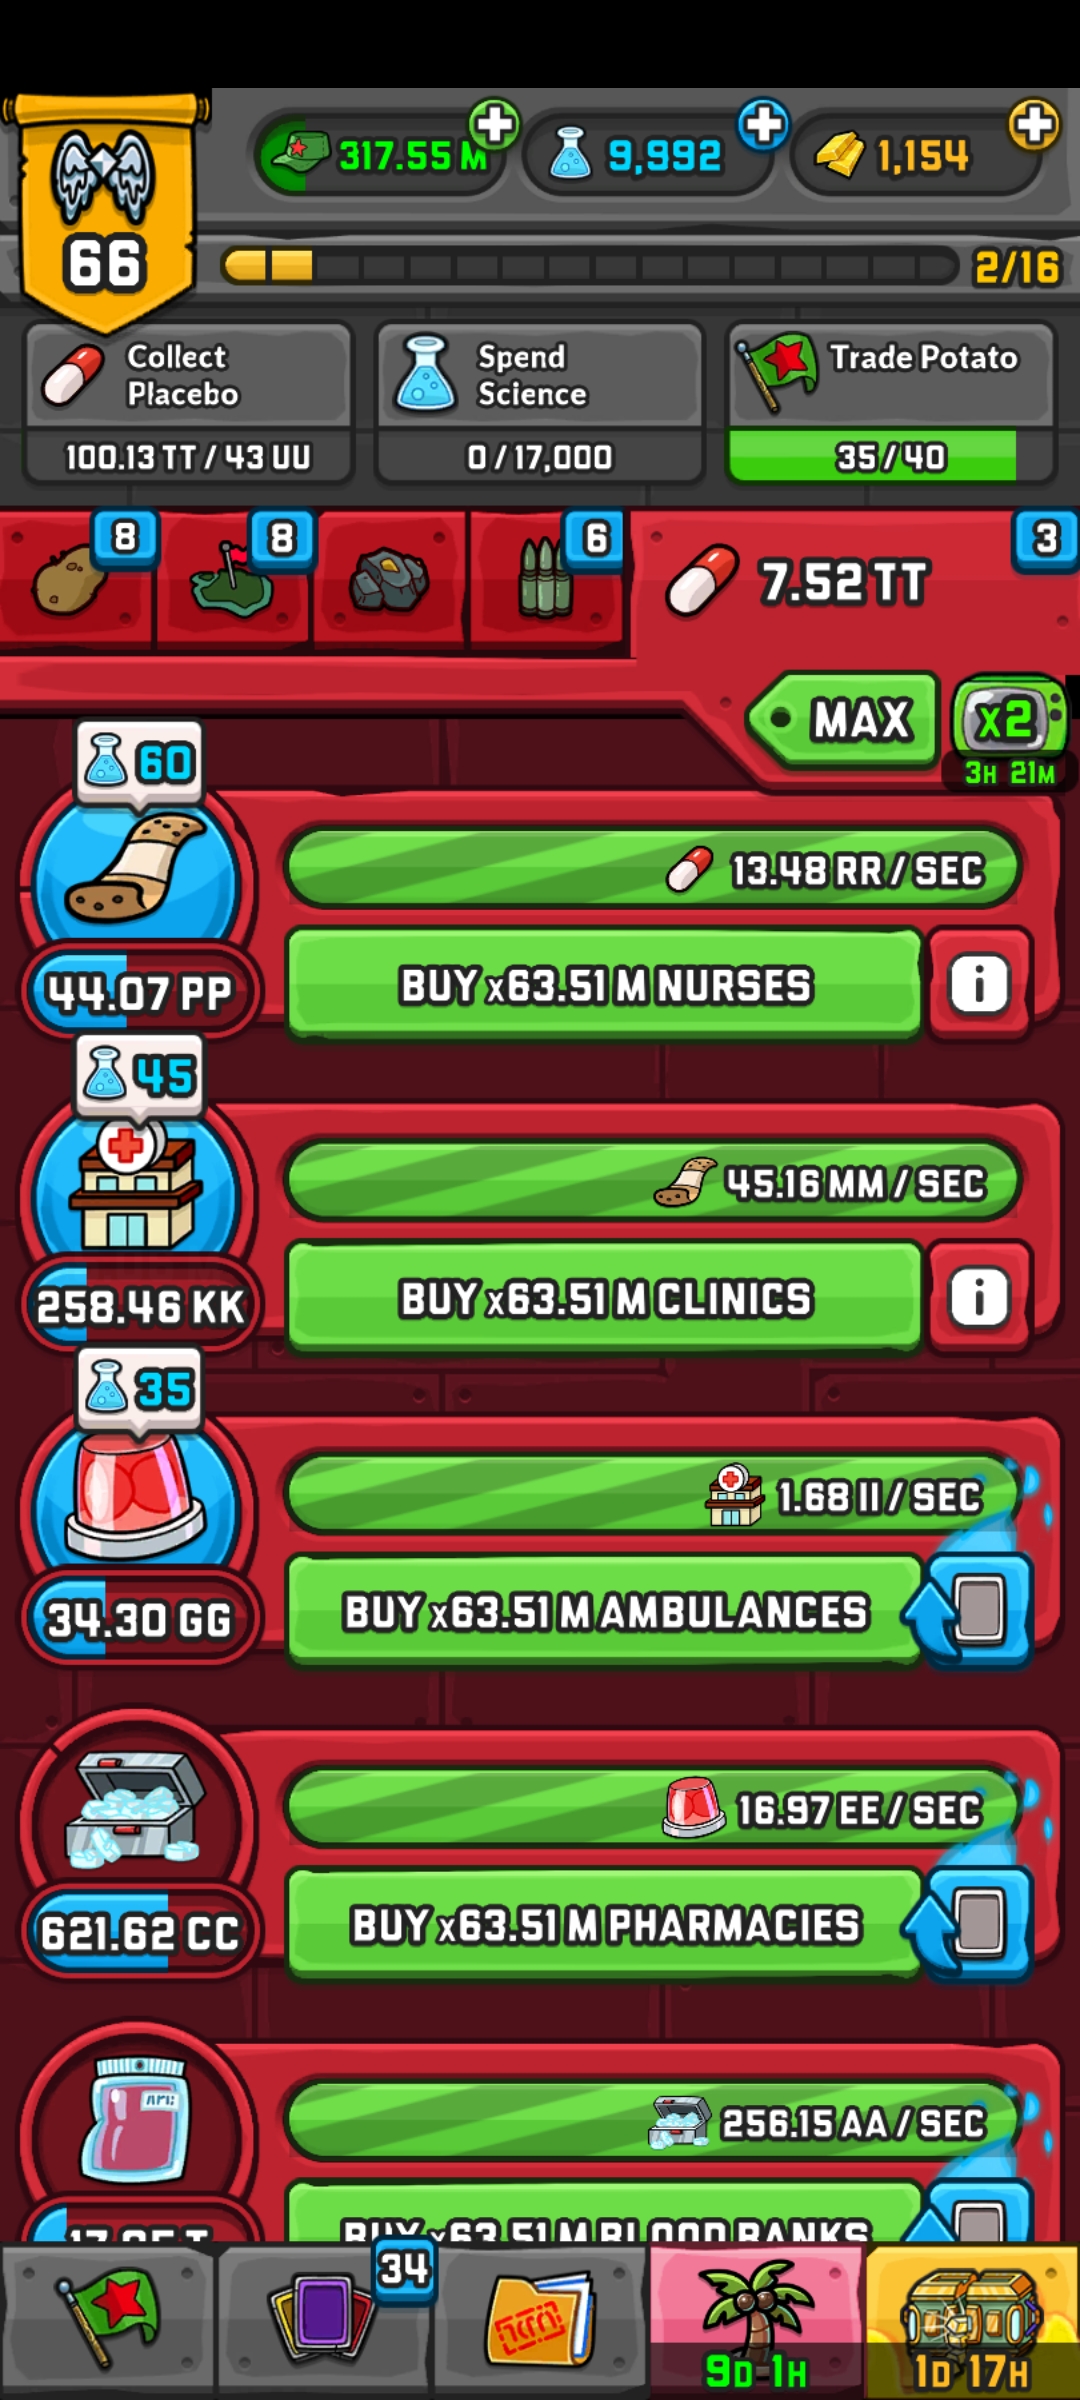 317.55 M
9,992
1,154
66
2/16
Collect
Placebo
100.13 TT / 43 UU
Spend
Science
0 / 17,000
Trade Potato
35 / 40
8
8
6
3
7.52 TT
MAX
x2
3H 21M
60
13.48 RR / SEC
44.07 PP
BUY x63.51 M NURSES
i
45
45.16 MM / SEC
258.46 KK
BUY x63.51 M CLINICS
i
35
1.68 II / SEC
34.30 GG
BUY x63.51 M AMBULANCES
16.97 EE / SEC
621.62 CC
BUY x63.51 M PHARMACIES
256.15 AA / SEC
BUY x63.51 M BLOOD BANKS
34
9D 1H
1D 17H